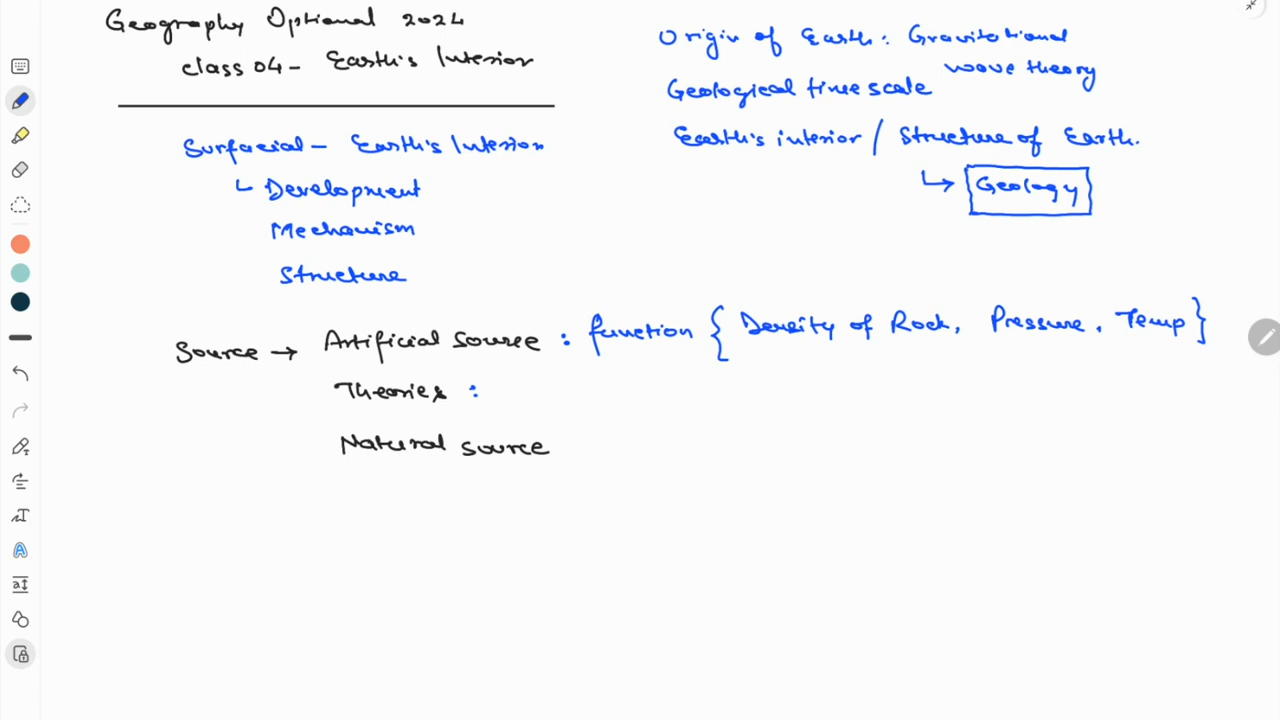 Geography Optional 2024
class 04 - Earth's Interior
Origin of Earth : Gravitational
wave theory
Geological time scale
Earth's interior / Structure of Earth.
↳ Geology
Surfacial - Earth's Interior
↳ Development
Mechanism
Structure
Source → Artificial source : function { Density of Rock, Pressure, Temp }
Theories :
Natural source